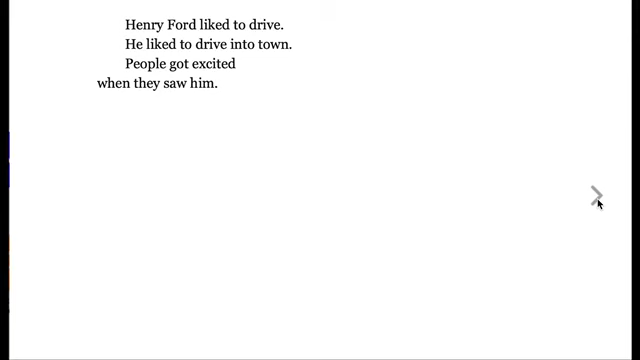 Henry Ford liked to drive.
He liked to drive into town.
People got excited
when they saw him.